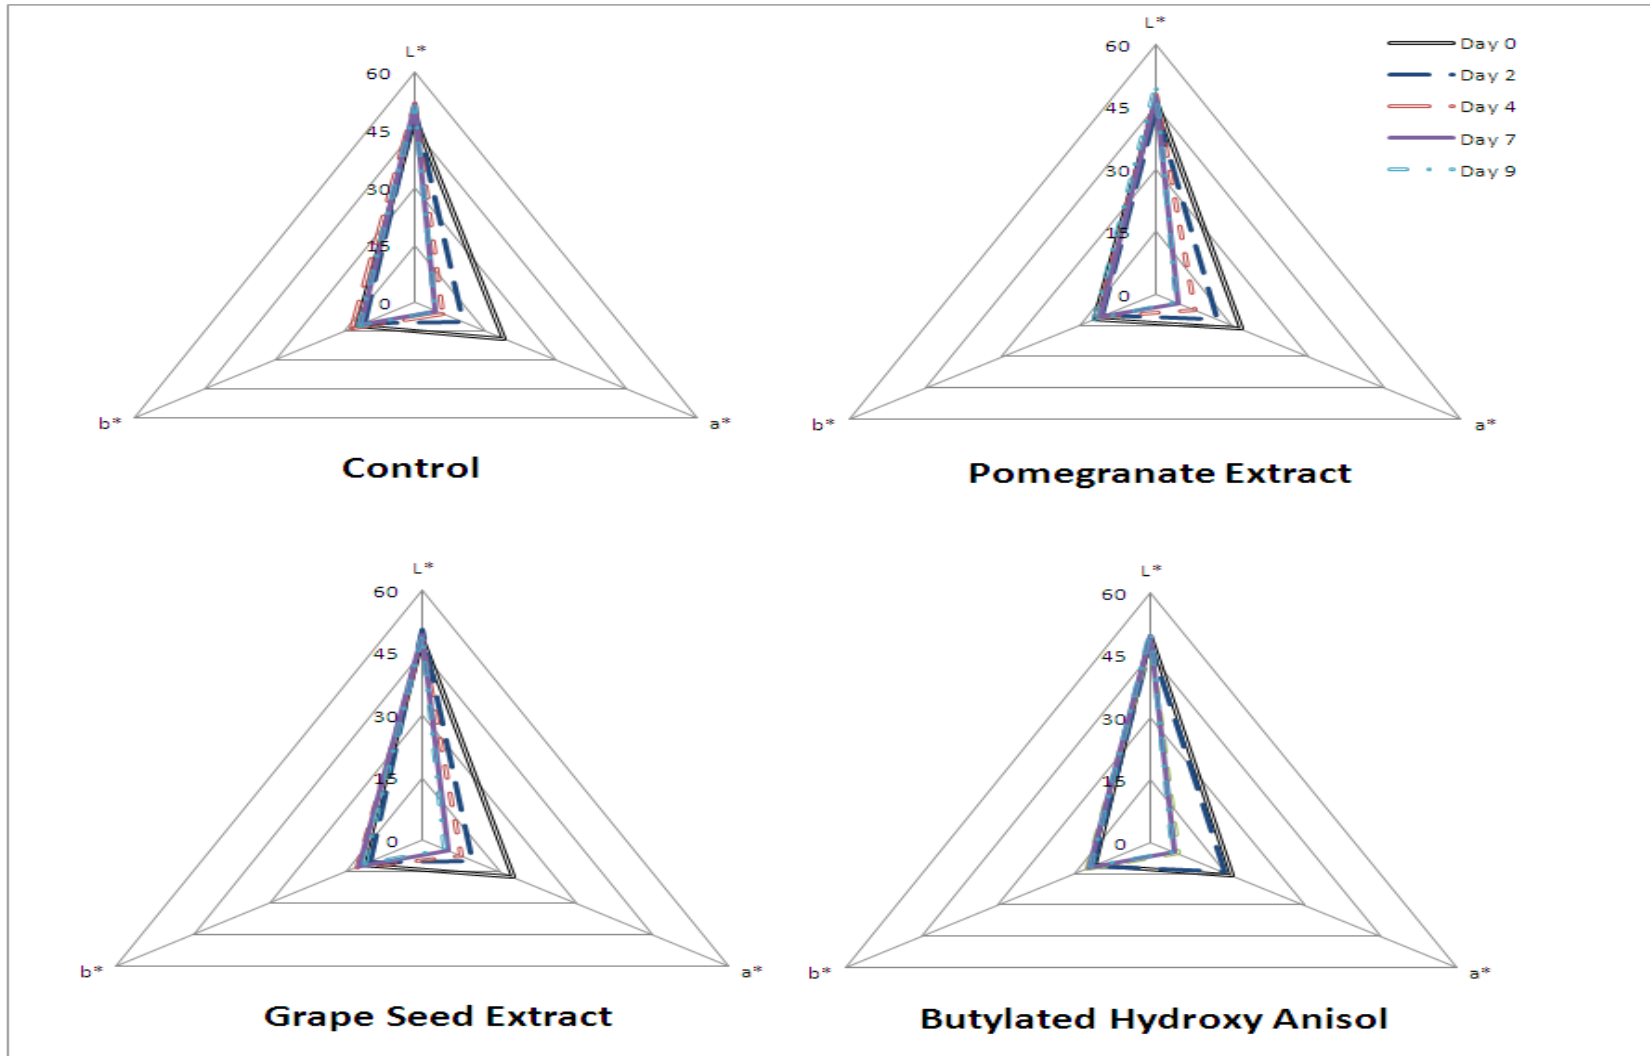 L*
60
45
30
15
0
b*
a*
Control
L*
60
45
30
15
0
b*
a*
Pomegranate Extract
Day 0
Day 2
Day 4
Day 7
Day 9
L*
60
45
30
15
0
b*
a*
Grape Seed Extract
L*
60
45
30
15
0
b*
a*
Butylated Hydroxy Anisol